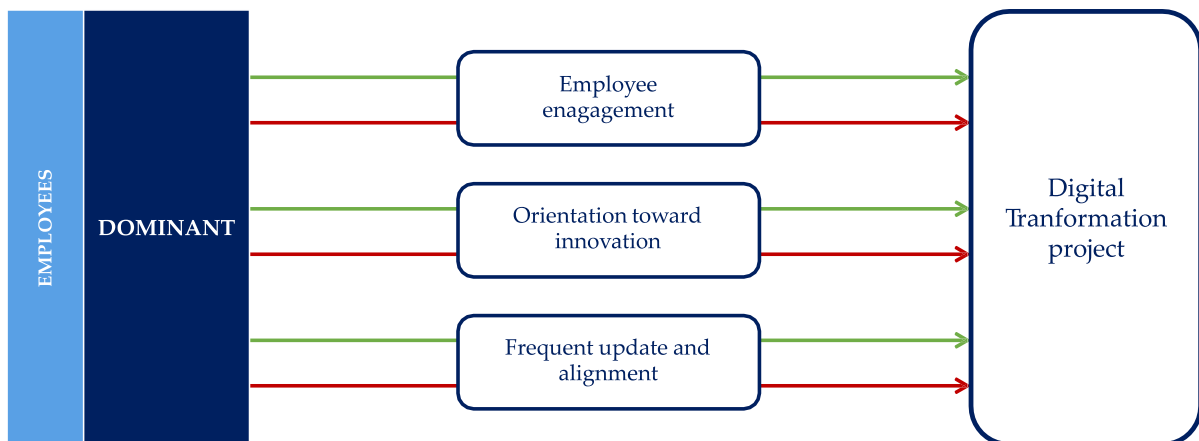 EMPLOYEES
DOMINANT
Employee
enagagement
Orientation toward
innovation
Frequent update and
alignment
Digital
Tranformation
project